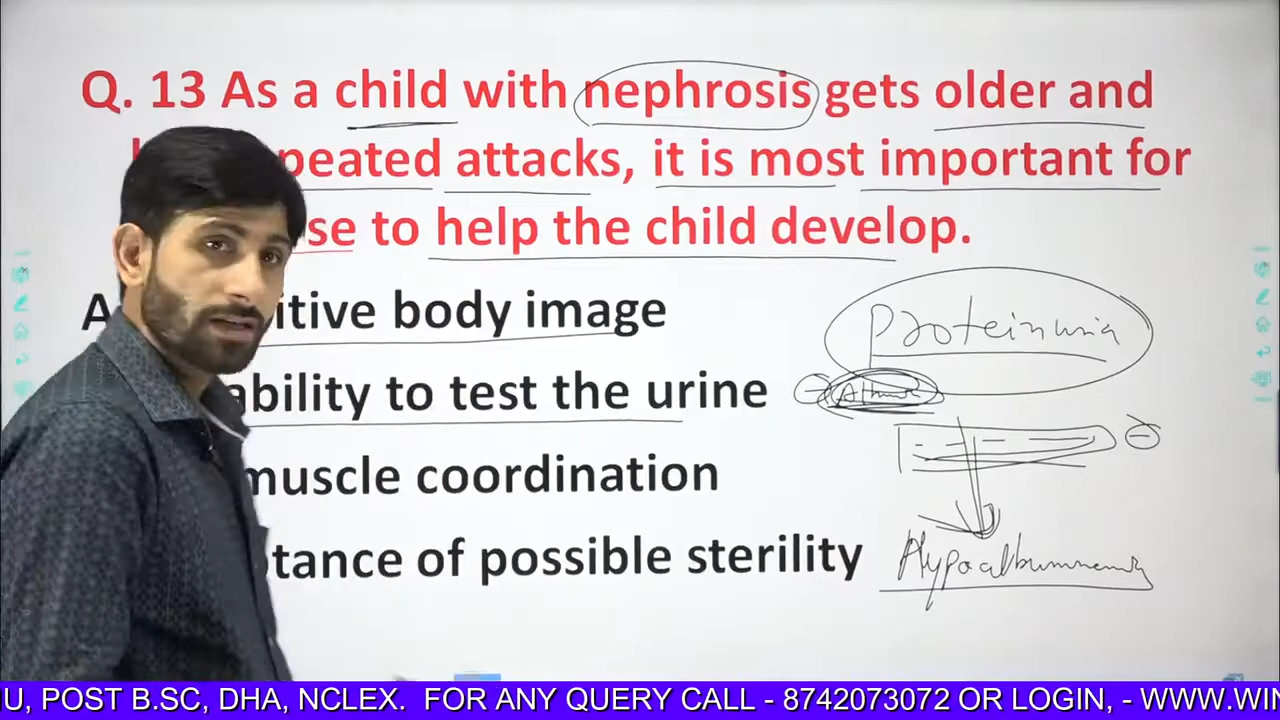 Q. 13 As a child with nephrosis gets older and
peated attacks, it is most important for
se to help the child develop.
A
itive body image
Proteinuria
ability to test the urine
muscle coordination
tance of possible sterility
Hypoalbuminemia
U, POST B.SC, DHA, NCLEX. FOR ANY QUERY CALL - 8742073072 OR LOGIN, - WWW.WIN